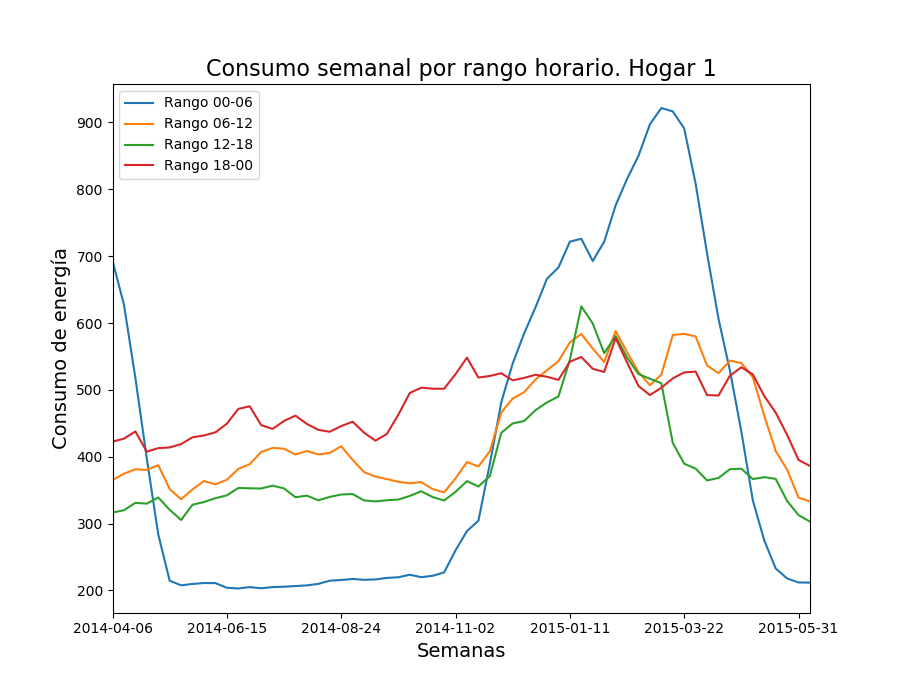 Consumo semanal por rango horario. Hogar 1
Rango 00-06
Rango 06-12
Rango 12-18
Rango 18-00
Consumo de energía
900
800
700
600
500
400
300
200
2014-04-06 2014-06-15 2014-08-24 2014-11-02 2015-01-11 2015-03-22 2015-05-31
Semanas